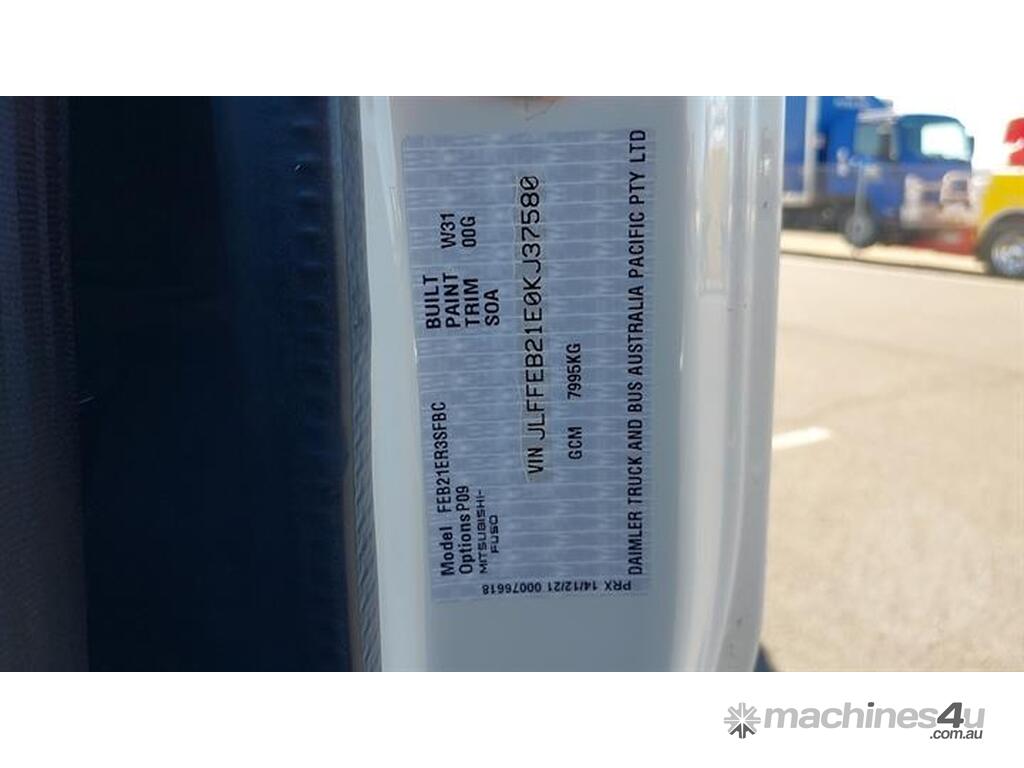 Model FEB21ER3SFBC BUILT
Options P09 PAINT W31
MITSUBISHI- TRIM 00G
FUSO SOA
VIN JLFFEB21E0KJ37580
GCM 7995KG
DAIMLER TRUCK AND BUS AUSTRALIA PACIFIC PTY LTD
PRX 14/12/21 00076618
machines4u
.com.au